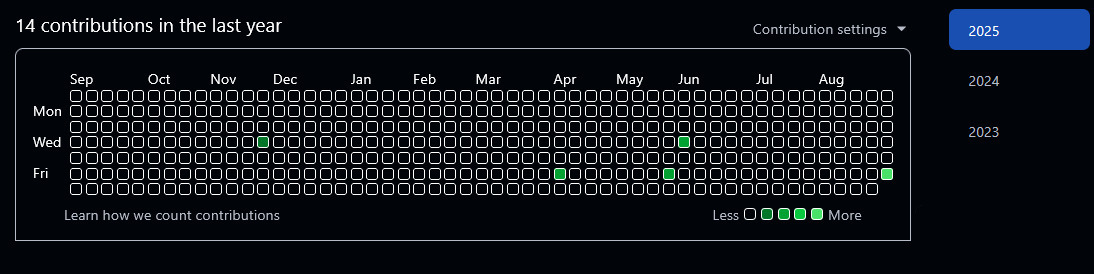 14 contributions in the last year
Contribution settings
2025
2024
2023
Sep Oct Nov Dec Jan Feb Mar Apr May Jun Jul Aug
Mon
Wed
Fri
Learn how we count contributions
Less More